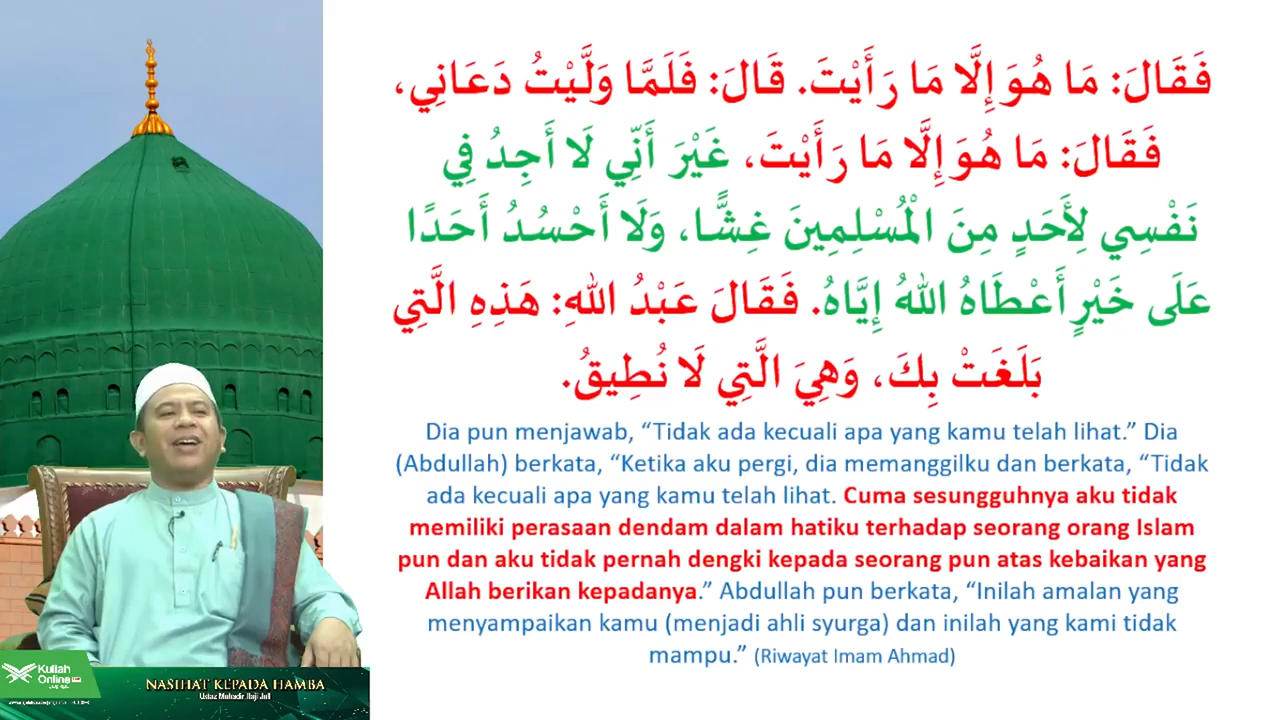 فَقَالَ: مَا هُوَ إِلَّا مَا رَأَيْتَ. قَالَ: فَلَمَّا وَلَّيْتُ دَعَانِي،
فَقَالَ: مَا هُوَ إِلَّا مَا رَأَيْتَ، غَيْرَ أَنِّي لَا أَجِدُ فِي
نَفْسِي لِأَحَدٍ مِنَ الْمُسْلِمِينَ غِشًّا، وَلَا أَحْسُدُ أَحَدًا
عَلَى خَيْرٍ أَعْطَاهُ اللهُ إِيَّاهُ. فَقَالَ عَبْدُ اللهِ: هَذِهِ الَّتِي
بَلَغَتْ بِكَ، وَهِيَ الَّتِي لَا نُطِيقُ.
Dia pun menjawab, “Tidak ada kecuali apa yang kamu telah lihat.” Dia
(Abdullah) berkata, “Ketika aku pergi, dia memanggilku dan berkata, “Tidak
ada kecuali apa yang kamu telah lihat. Cuma sesungguhnya aku tidak
memiliki perasaan dendam dalam hatiku terhadap seorang orang Islam
pun dan aku tidak pernah dengki kepada seorang pun atas kebaikan yang
Allah berikan kepadanya.” Abdullah pun berkata, “Inilah amalan yang
menyampaikan kamu (menjadi ahli syurga) dan inilah yang kami tidak
mampu.” (Riwayat Imam Ahmad)
Kuliah
Online
NASIHAT KEPADA HAMBA
Ustaz Muhadir Haji Joll